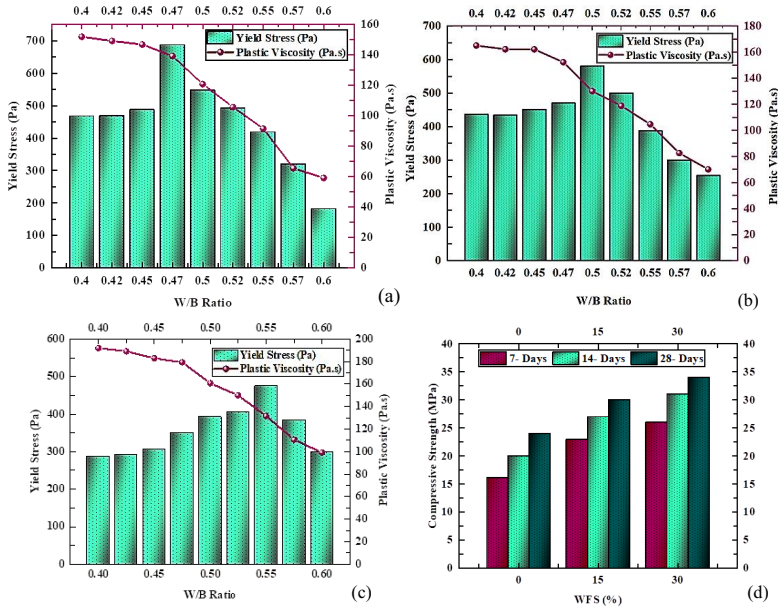 0.4 0.42 0.45 0.47 0.5 0.52 0.55 0.57 0.6
Yield Stress (Pa)
Plastic Viscosity (Pa.s)
700
600
500
400
300
200
100
0
Yield Stress (Pa)
160
140
120
100
80
60
40
20
0
Plastic Viscosity (Pa.s)
0.4 0.42 0.45 0.47 0.5 0.52 0.55 0.57 0.6
W/B Ratio
(a)
0.4 0.42 0.45 0.47 0.5 0.52 0.55 0.57 0.6
Yield Stress (Pa)
Plastic Viscosity (Pa.s)
700
600
500
400
300
200
100
0
Yield Stress (Pa)
180
160
140
120
100
80
60
40
20
0
Plastic Viscosity (Pa.s)
0.4 0.42 0.45 0.47 0.5 0.52 0.55 0.57 0.6
W/B Ratio
(b)
0.40 0.45 0.50 0.55 0.60
Yield Stress (Pa)
Plastic Viscosity (Pa.s)
600
500
400
300
200
100
0
Yield Stress (Pa)
200
180
160
140
120
100
80
60
40
20
0
Plastic Viscosity (Pa.s)
0.40 0.45 0.50 0.55 0.60
W/B Ratio
(c)
0 15 30
7- Days 14- Days 28- Days
40
35
30
25
20
15
10
5
0
Compressive Strength (MPa)
40
35
30
25
20
15
10
5
0
0 15 30
WFS (%)
(d)